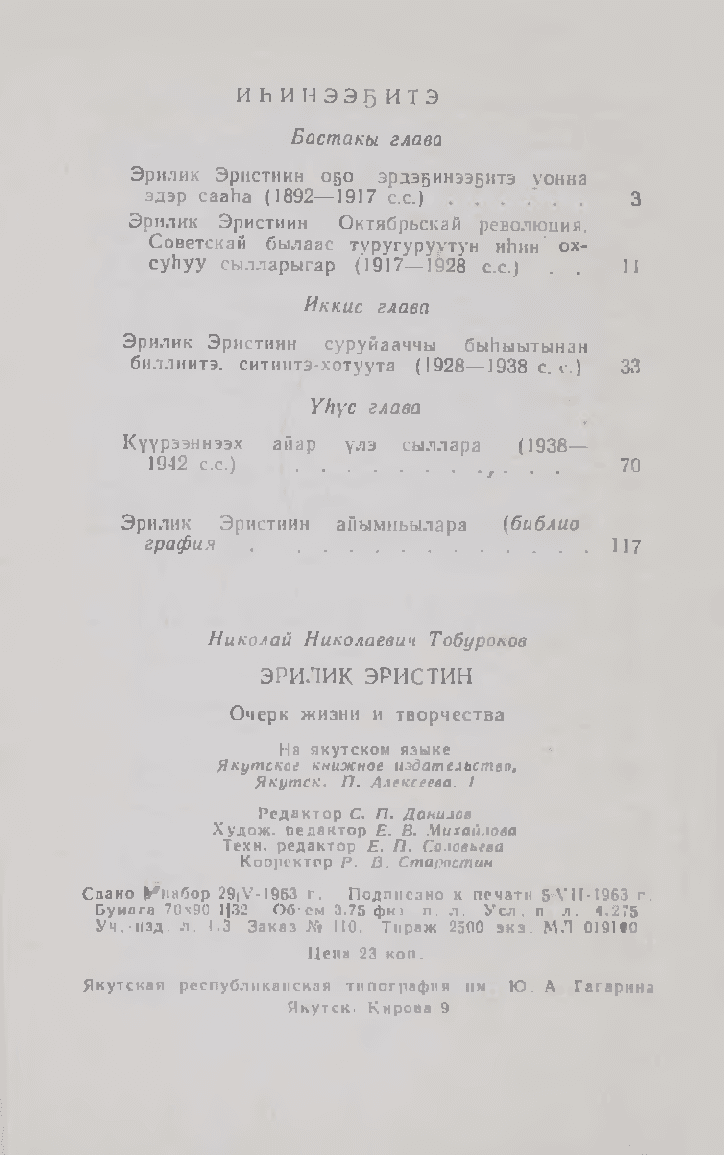 ИҺИНЭЭҔИТЭ
Бастакы глава
Эрилик Эристиин оҕо эрдэҕинээҕитэ уонна
эдэр сааһа (1892—1917 с.с.) . . . . . . 3
Эрилик Эристиин Октябрьскай революция,
Советскай былаас туругуруутун иһин ох-
суһуу сылларыгар (1917—1928 с.с.) . . 11
Иккис глава
Эрилик Эристиин суруйааччы быһыытынан
биллиитэ. ситиитэ-хотуута (1928—1938 с. с.) 33
Үһүс глава
Күүрээннээх айар үлэ сыллара (1938—
1942 с.с.) . . . . . . . . . . . . 70
Эрилик Эристиин айымньылара (библио
графия . . . . . . . . . . . . . 117
Николай Николаевич Тобуроков
ЭРИЛИК ЭРИСТИН
Очерк жизни и творчества
На якутском языке
Якутское книжное издательство,
Якутск. П. Алексеева. 1
Редактор С. П. Данилов
Худож. редактор Е. В. Михайлова
Техн. редактор Е. П. Соловьева
Корректор Р. В. Старостин
Сдано в набор 29/V-1963 г. Подписано к печати 5-VII-1963 г.
Бумага 70×90 1/32 Об'ем 3.75 физ п. л. Усл. п л. 4.275
Уч.-изд. л. 4.3 Заказ № 110. Тираж 2500 экз. МЛ
Цена 23 коп.
Якутская республиканская типография им Ю. А Гагарина
Якутск. Кирова 9